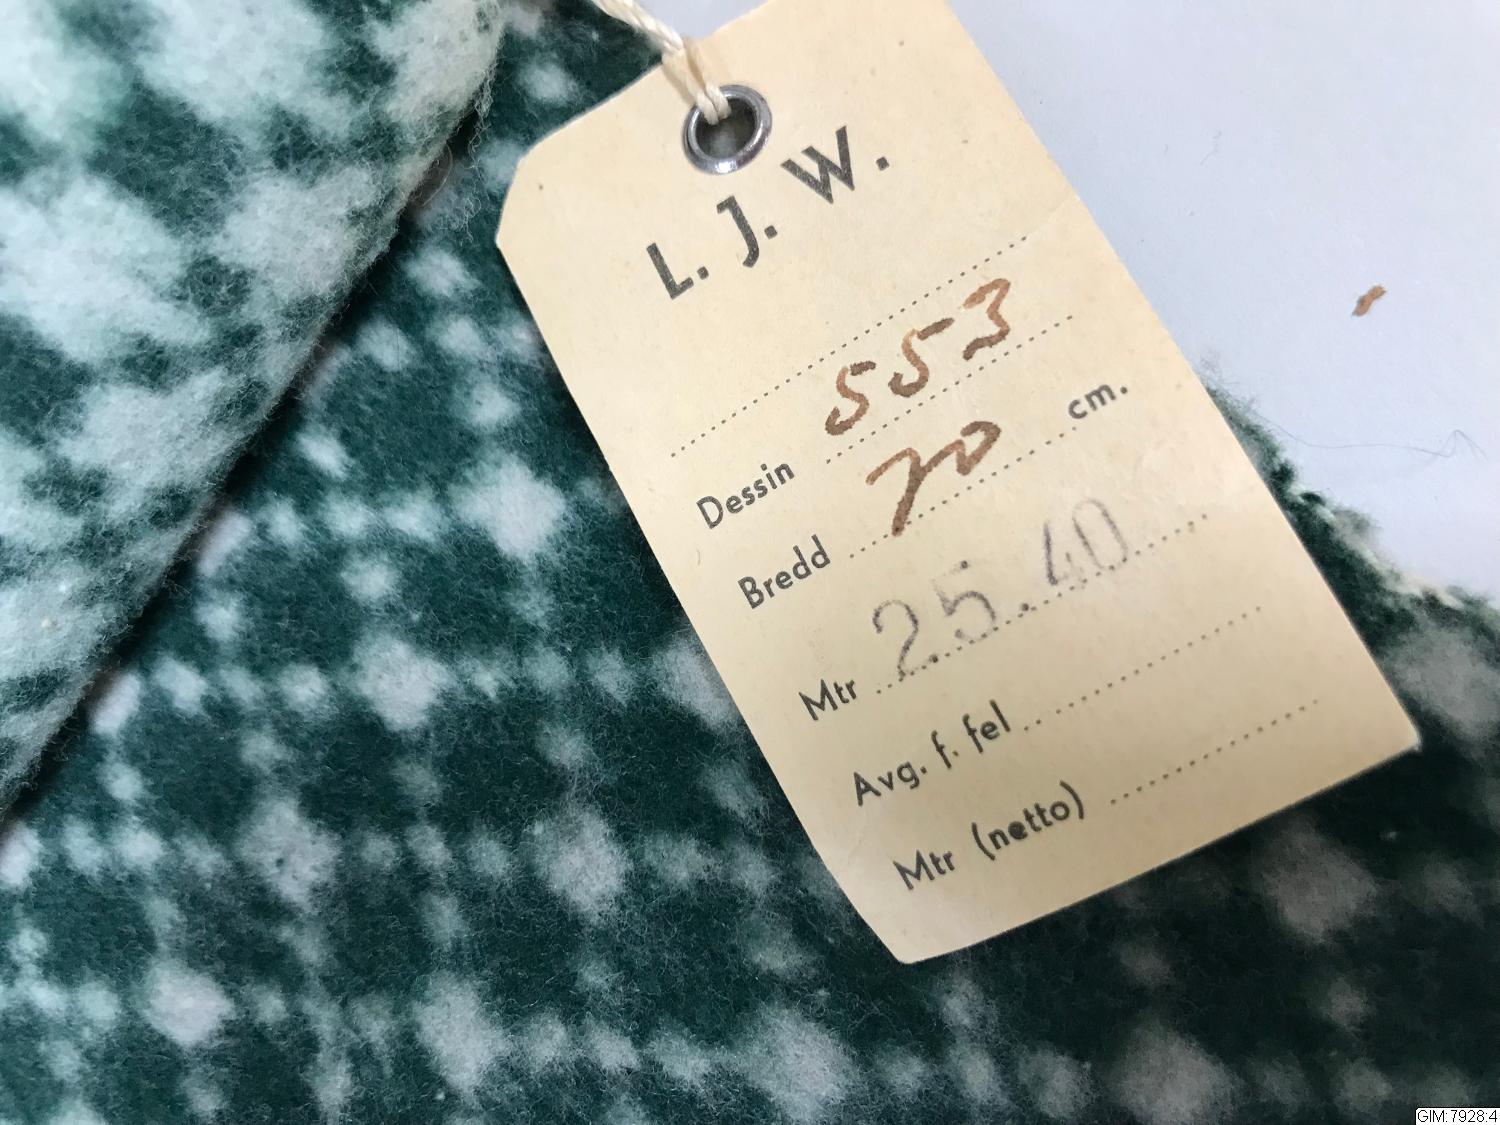 L. J. W.
Dessin 553
Bredd 70 cm.
Mtr 25.40
Avg. f. fel
Mtr (netto)
GIM:7928:4